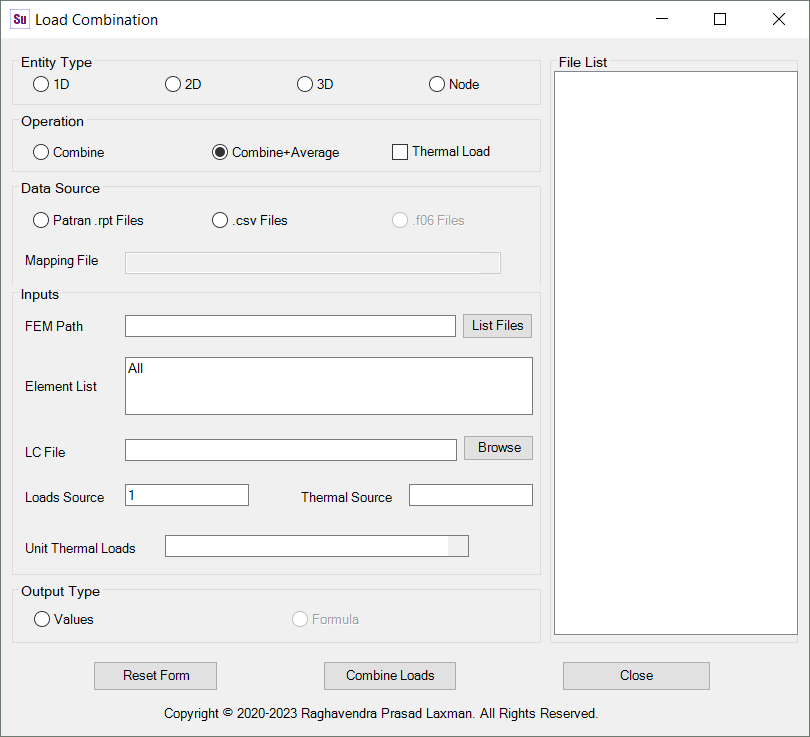 Su Load Combination
Entity Type
1D 2D 3D Node
Operation
Combine Combine+Average Thermal Load
Data Source
Patran .rpt Files .csv Files .f06 Files
Mapping File
Inputs
FEM Path List Files
Element List All
LC File Browse
Loads Source 1 Thermal Source
Unit Thermal Loads
Output Type
Values Formula
File List
Reset Form Combine Loads Close
Copyright © 2020-2023 Raghavendra Prasad Laxman. All Rights Reserved.